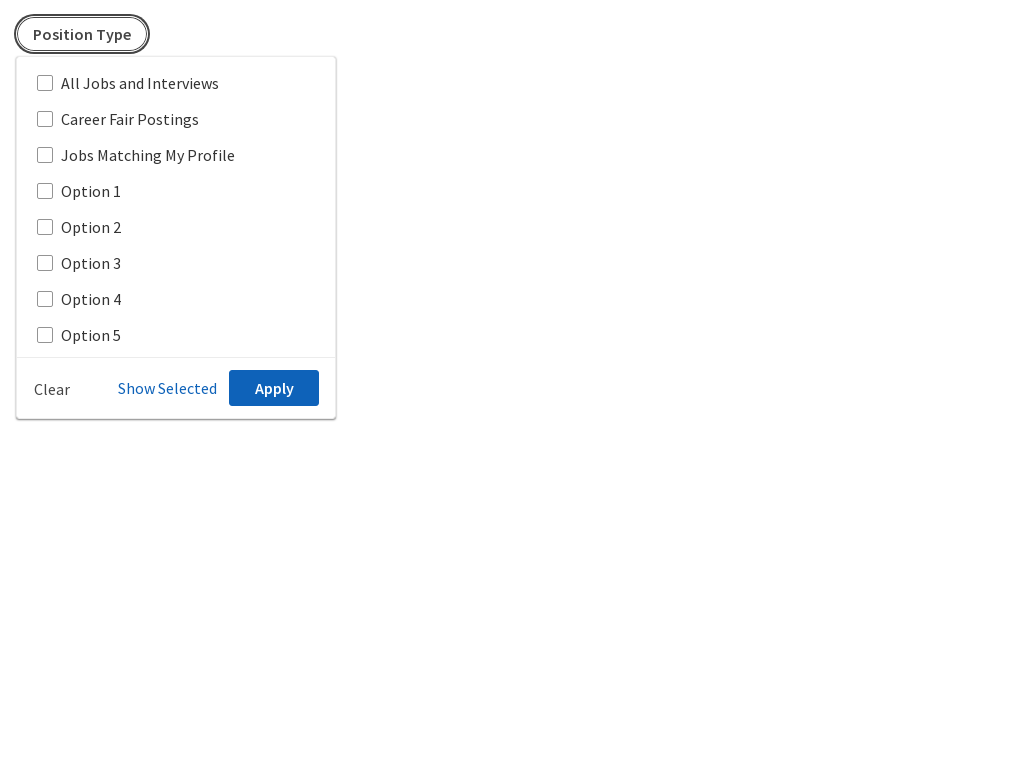 Position Type
All Jobs and Interviews
Career Fair Postings
Jobs Matching My Profile
Option 1
Option 2
Option 3
Option 4
Option 5
Clear Show Selected Apply